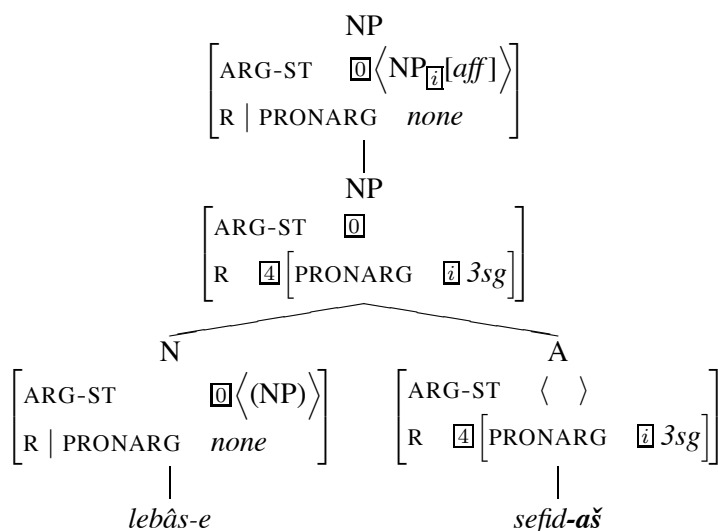 NP
ARG-ST 0⟨NP_i[aff]⟩
R | PRONARG none
NP
ARG-ST 0
R 4[PRONARG i 3sg]
N A
ARG-ST 0⟨(NP)⟩ ARG-ST ⟨ ⟩
R | PRONARG none R 4[PRONARG i 3sg]
lebâs-e sefid-aš